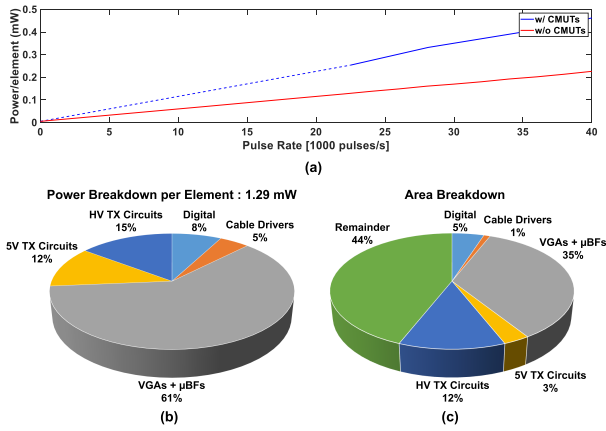 0.5
0.4
0.3
0.2
0.1
0
Power/element (mW)
w/ CMUTs
w/o CMUTs
0 5 10 15 20 25 30 35 40
Pulse Rate [1000 pulses/s]
(a)
Power Breakdown per Element : 1.29 mW
HV TX Circuits
15%
Digital
8%
Cable Drivers
5%
5V TX Circuits
12%
VGAs + µBFs
61%
(b)
Area Breakdown
Remainder
44%
Digital
5%
Cable Drivers
1%
VGAs + µBFs
35%
5V TX Circuits
3%
HV TX Circuits
12%
(c)